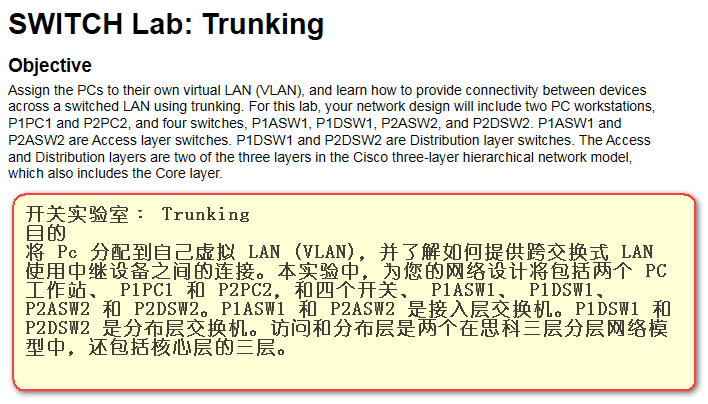 SWITCH Lab: Trunking
Objective
Assign the PCs to their own virtual LAN (VLAN), and learn how to provide connectivity between devices
across a switched LAN using trunking. For this lab, your network design will include two PC workstations,
P1PC1 and P2PC2, and four switches, P1ASW1, P1DSW1, P2ASW2, and P2DSW2. P1ASW1 and
P2ASW2 are Access layer switches. P1DSW1 and P2DSW2 are Distribution layer switches. The Access
and Distribution layers are two of the three layers in the Cisco three-layer hierarchical network model,
which also includes the Core layer.
开关实验室： Trunking
目的
将 Pc 分配到自己虚拟 LAN (VLAN)，并了解如何提供跨交换式 LAN
使用中继设备之间的连接。本实验中，为您的网络设计将包括两个 PC
工作站、 P1PC1 和 P2PC2，和四个开关、 P1ASW1、 P1DSW1、
P2ASW2 和 P2DSW2。P1ASW1 和 P2ASW2 是接入层交换机。P1DSW1 和
P2DSW2 是分布层交换机。访问和分布层是两个在思科三层分层网络模
型中，还包括核心层的三层。